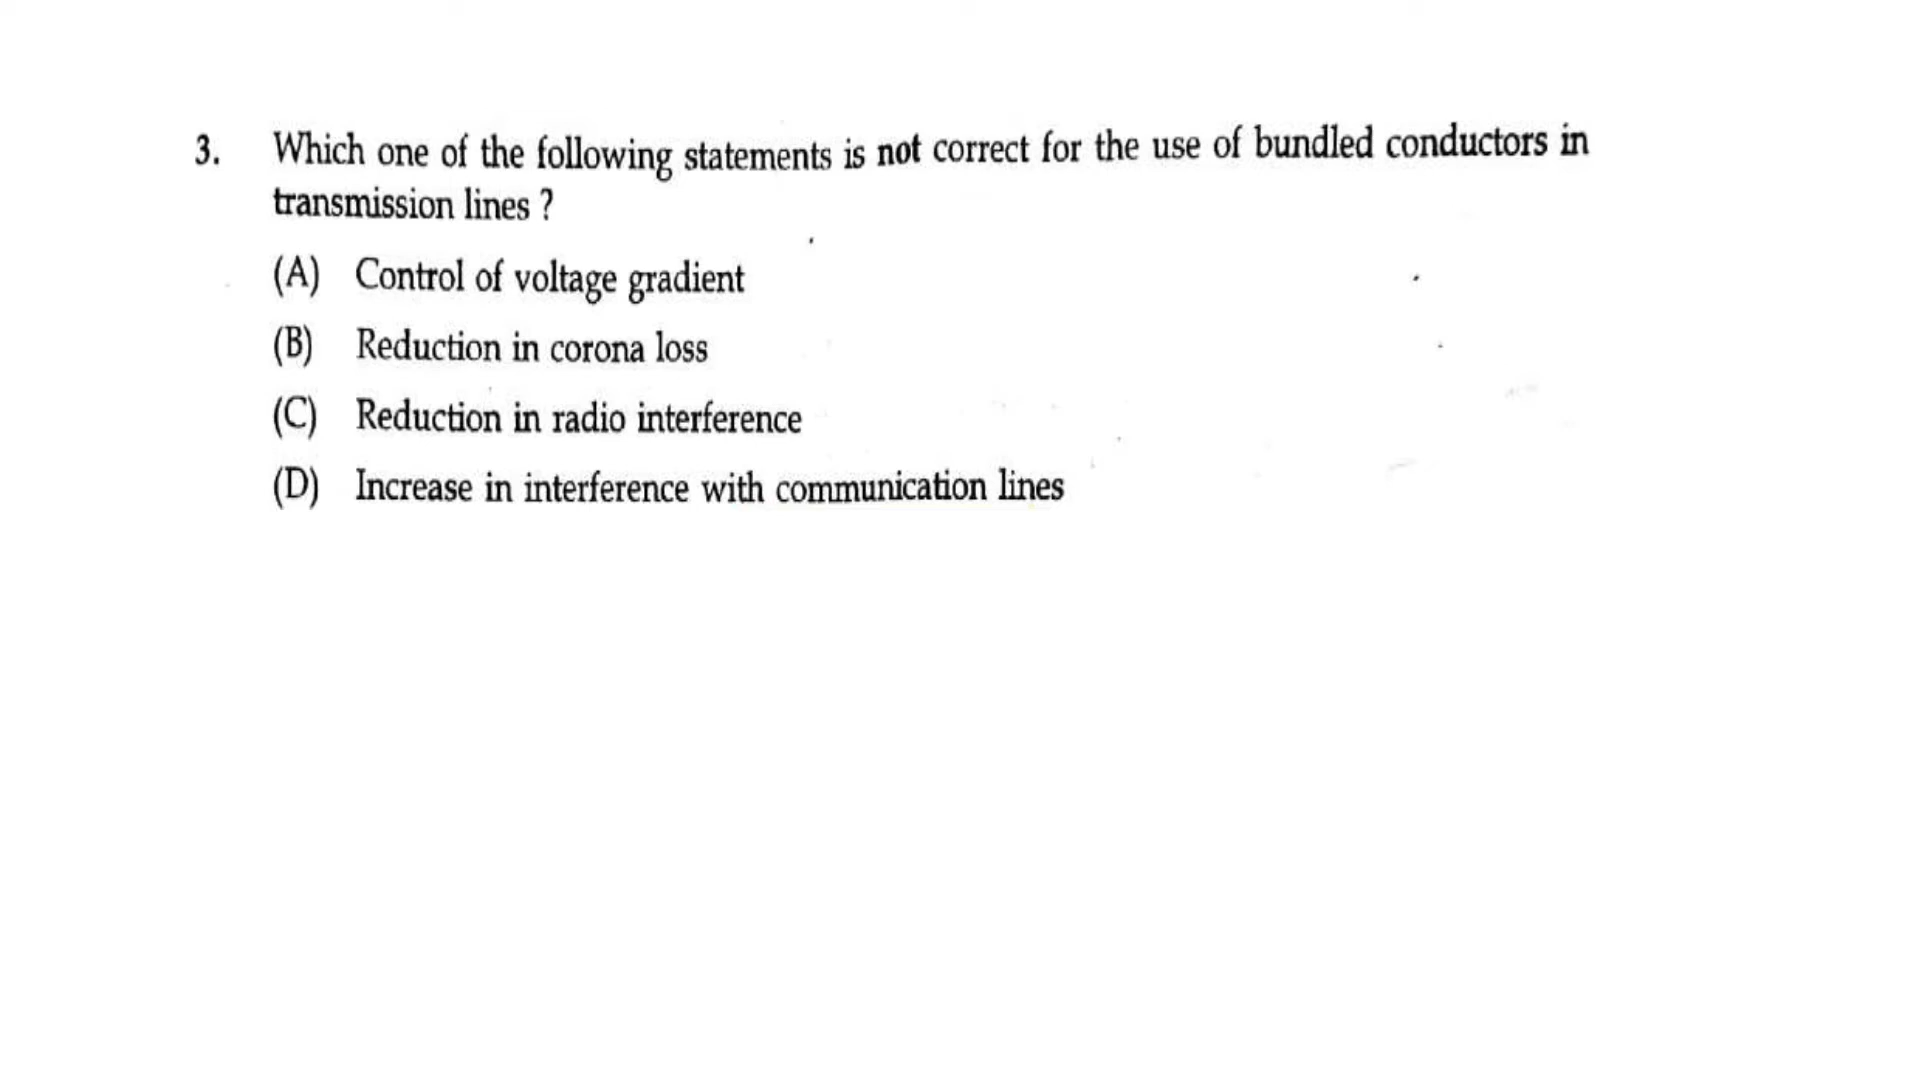 3. Which one of the following statements is not correct for the use of bundled conductors in
transmission lines ?
(A) Control of voltage gradient
(B) Reduction in corona loss
(C) Reduction in radio interference
(D) Increase in interference with communication lines